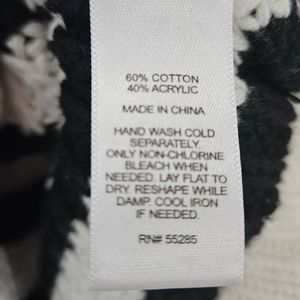 60% COTTON
40% ACRYLIC
MADE IN CHINA
HAND WASH COLD
SEPARATELY.
ONLY NON-CHLORINE
BLEACH WHEN
NEEDED. LAY FLAT TO
DRY. RESHAPE WHILE
DAMP. COOL IRON
IF NEEDED.
RN# 55285